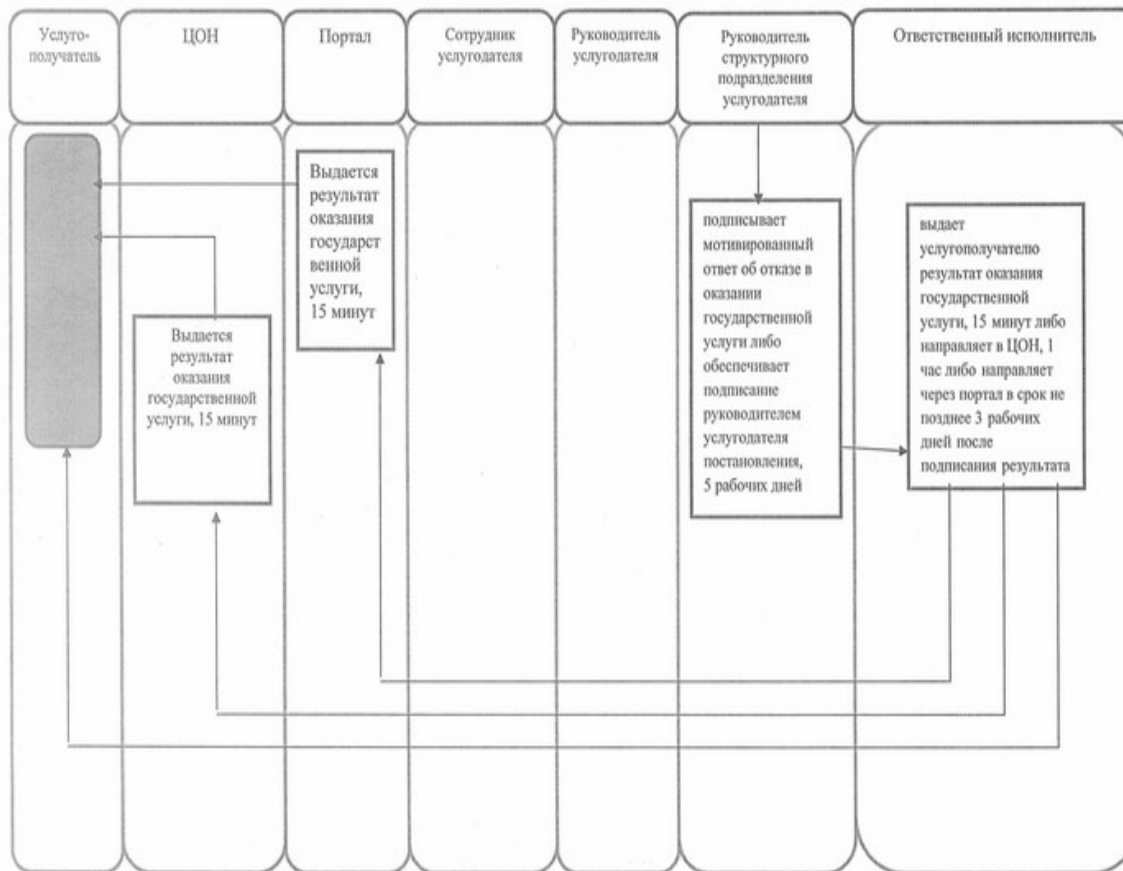 Услуго-
получатель
ЦОН
Портал
Сотрудник
услугодателя
Руководитель
услугодателя
Руководитель
структурного
подразделения
услугодателя
Ответственный исполнитель
Выдается
результат
оказания
государст
венной
услуги,
15 минут
Выдается
результат
оказания
государственной
услуги, 15 минут
подписывает
мотивированный
ответ об отказе в
оказании
государственной
услуги либо
обеспечивает
подписание
руководителем
услугодателя
постановления,
5 рабочих дней
выдает
услугополучателю
результат оказания
государственной
услуги, 15 минут либо
направляет в ЦОН, 1
час либо направляет
через портал в срок не
позднее 3 рабочих
дней после
подписания результата